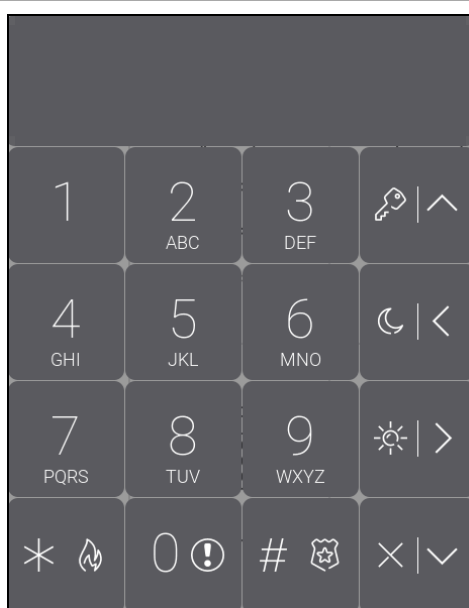 1 2 3
ABC DEF
4 5 6
GHI JKL MNO
7 8 9
PQRS TUV WXYZ
* 0 #